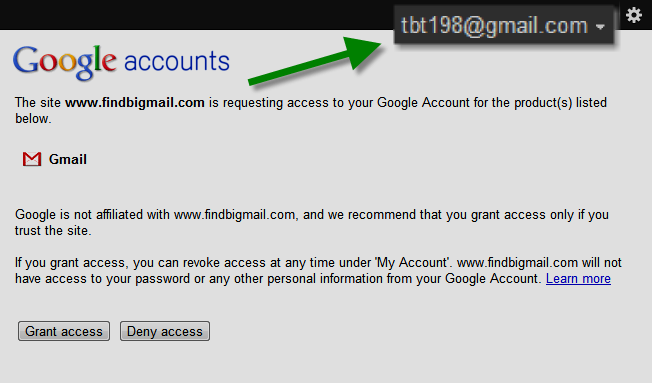 tbt198@gmail.com
Google accounts
The site www.findbigmail.com is requesting access to your Google Account for the product(s) listed
below.
Gmail
Google is not affiliated with www.findbigmail.com, and we recommend that you grant access only if you
trust the site.
If you grant access, you can revoke access at any time under 'My Account'. www.findbigmail.com will not
have access to your password or any other personal information from your Google Account. Learn more
Grant access Deny access